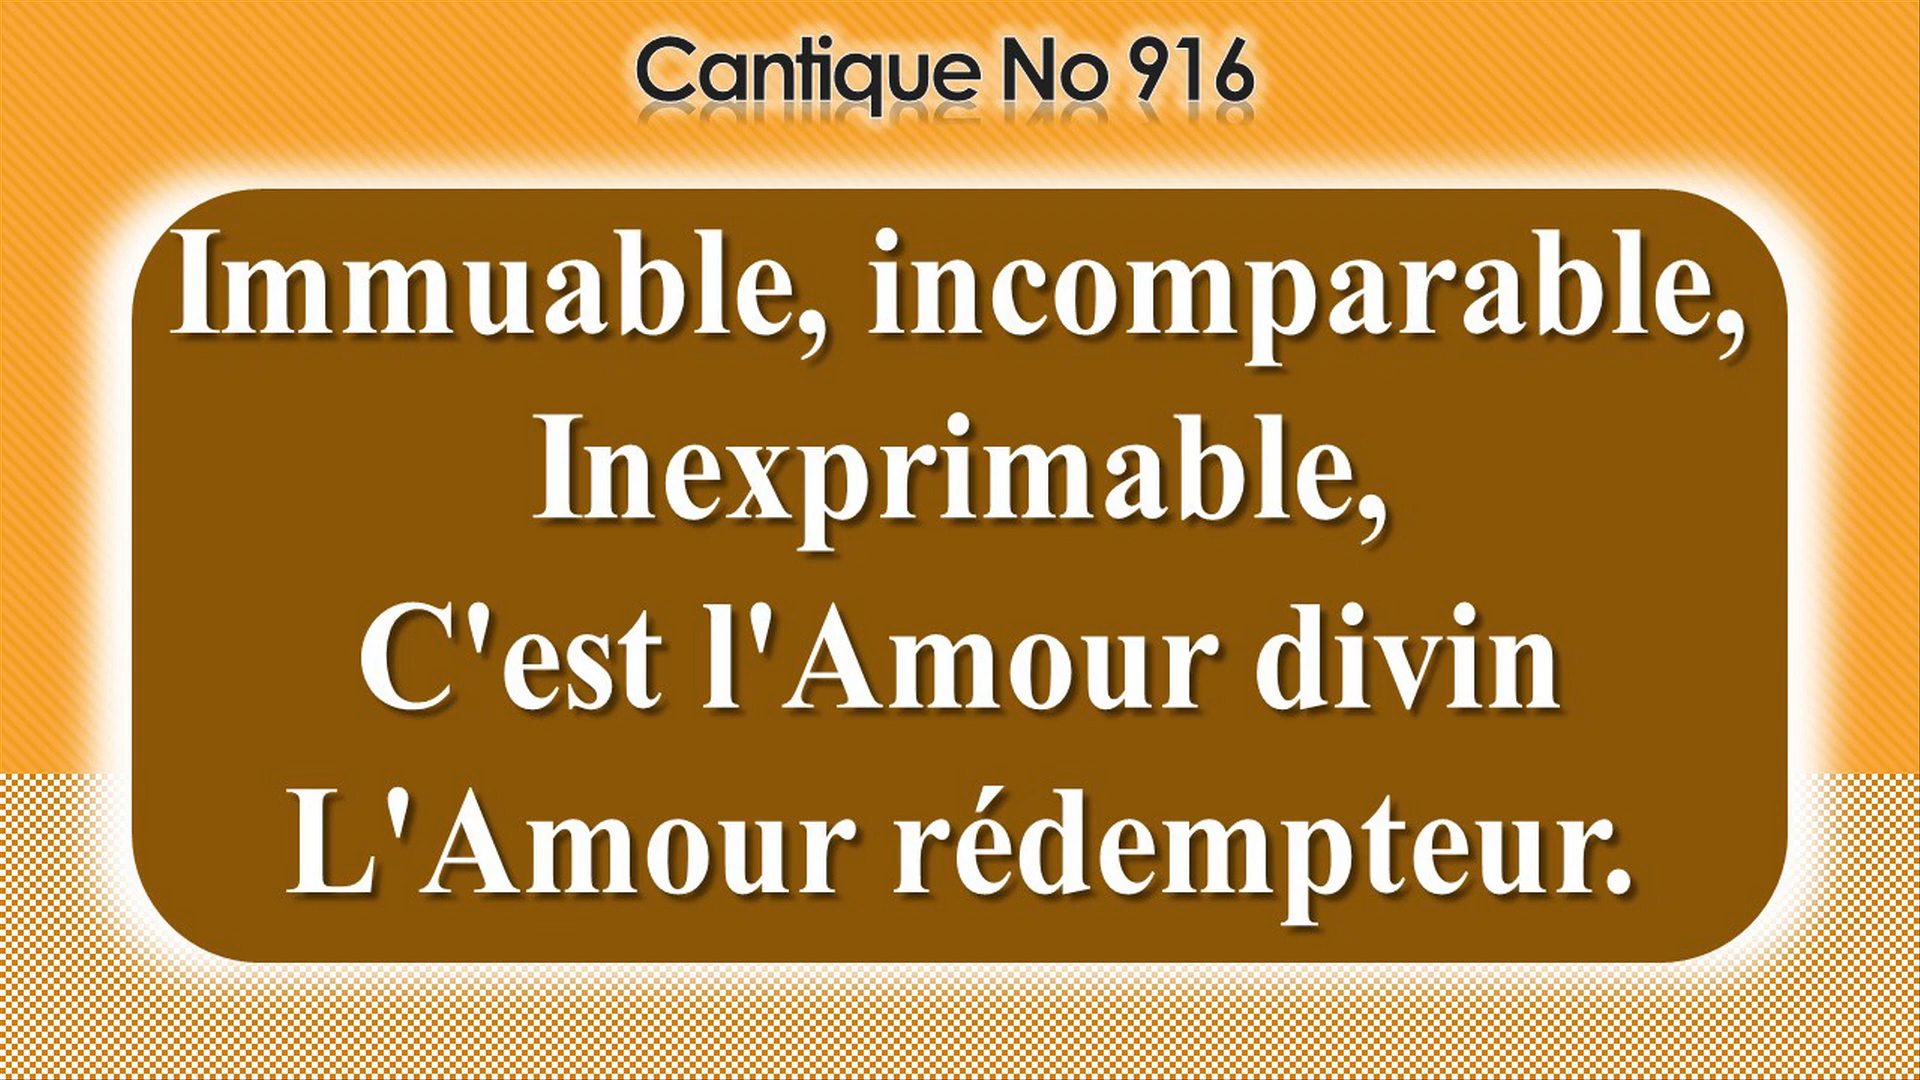 Cantique No 916
Immuable, incomparable,
Inexprimable,
C'est l'Amour divin
L'Amour rédempteur.